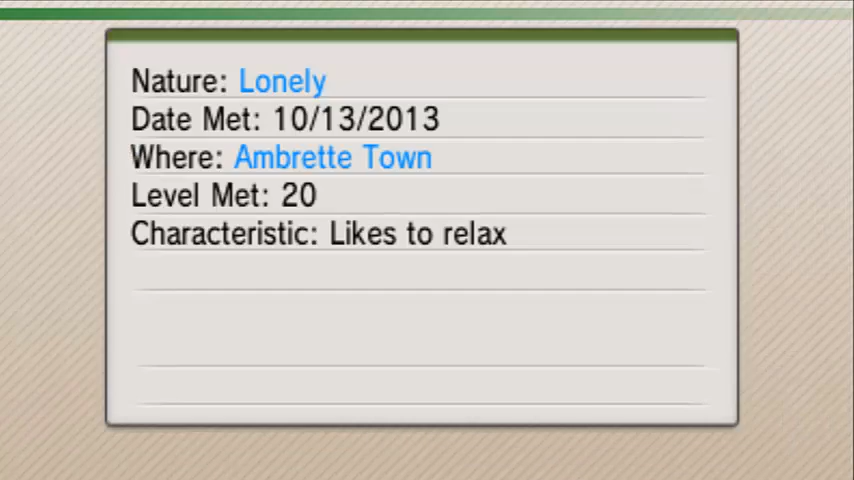 Nature: Lonely
Date Met: 10/13/2013
Where: Ambrette Town
Level Met: 20
Characteristic: Likes to relax